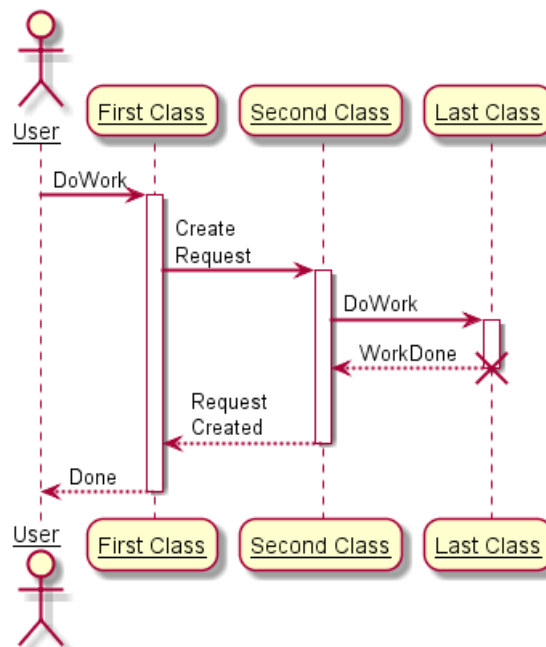 User
First Class
Second Class
Last Class
DoWork
Create
Request
DoWork
WorkDone
Request
Created
Done
User
First Class
Second Class
Last Class